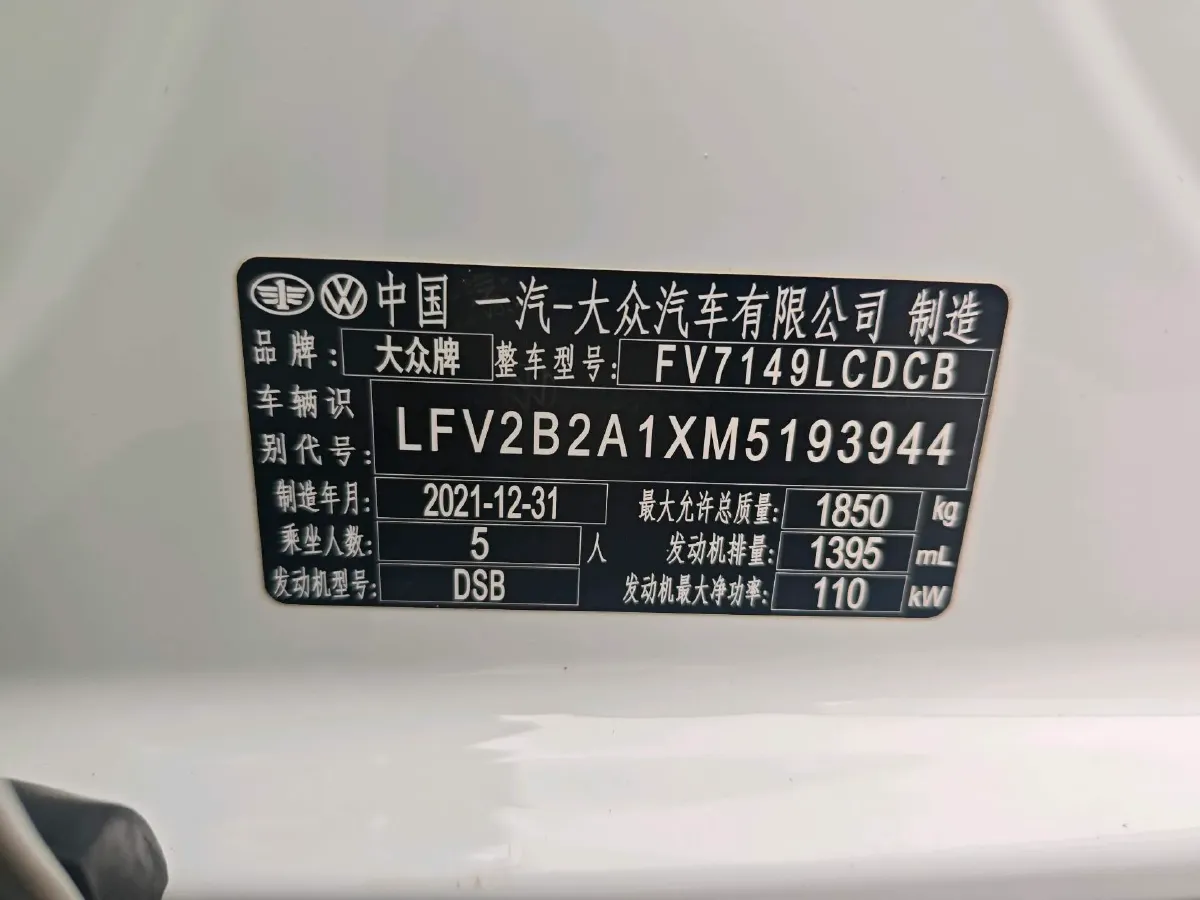 中国 一汽-大众汽车有限公司 制造
品牌: 大众牌 整车型号: FV7149LCDCB
车辆识别代号: LFV2B2A1XM5193944
制造年月: 2021-12-31 最大允许总质量: 1850 kg
乘坐人数: 5 人 发动机排量: 1395 mL
发动机型号: DSB 发动机最大净功率: 110 kW